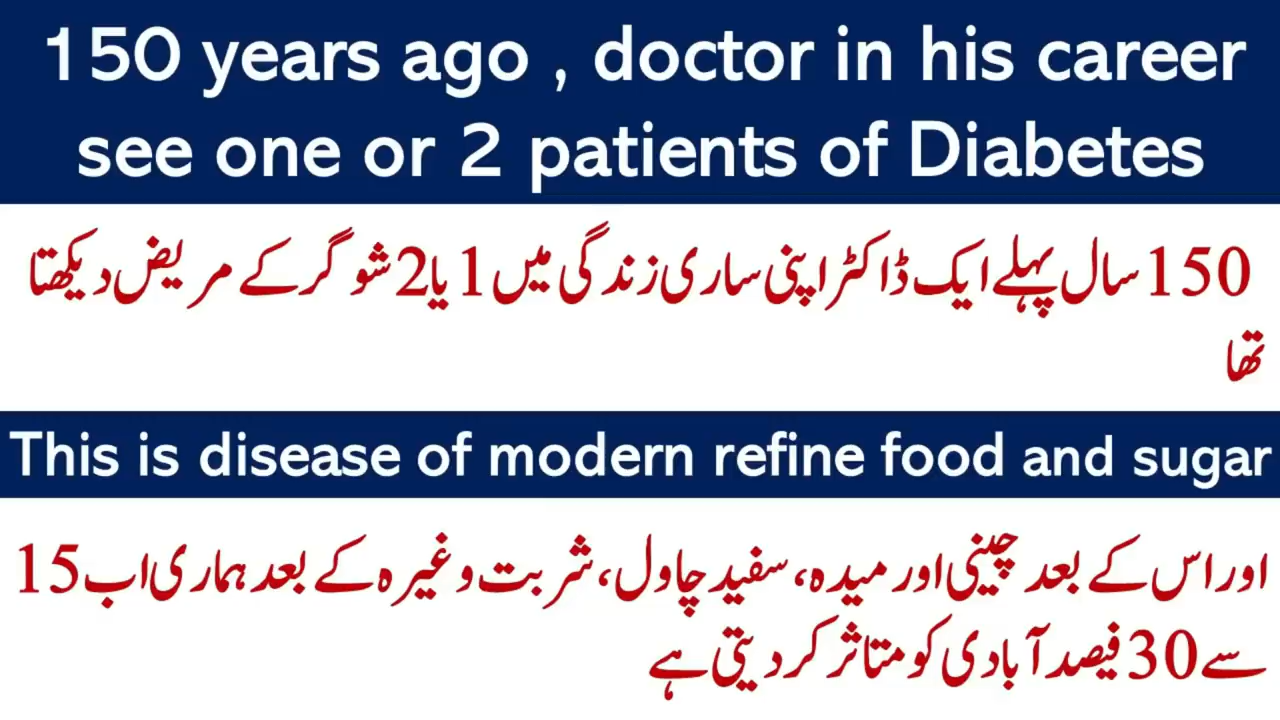 150 years ago , doctor in his career
see one or 2 patients of Diabetes
150 سال پہلے ایک ڈاکٹر اپنی ساری زندگی میں 1 یا 2 شوگر کے مریض دیکھتا
تھا
This is disease of modern refine food and sugar
اور اس کے بعد چینی اور میدہ، سفید چاول، شربت وغیرہ کے بعد ہماری اب 15
سے 30 فیصد آبادی کو متاثر کر دیتی ہے